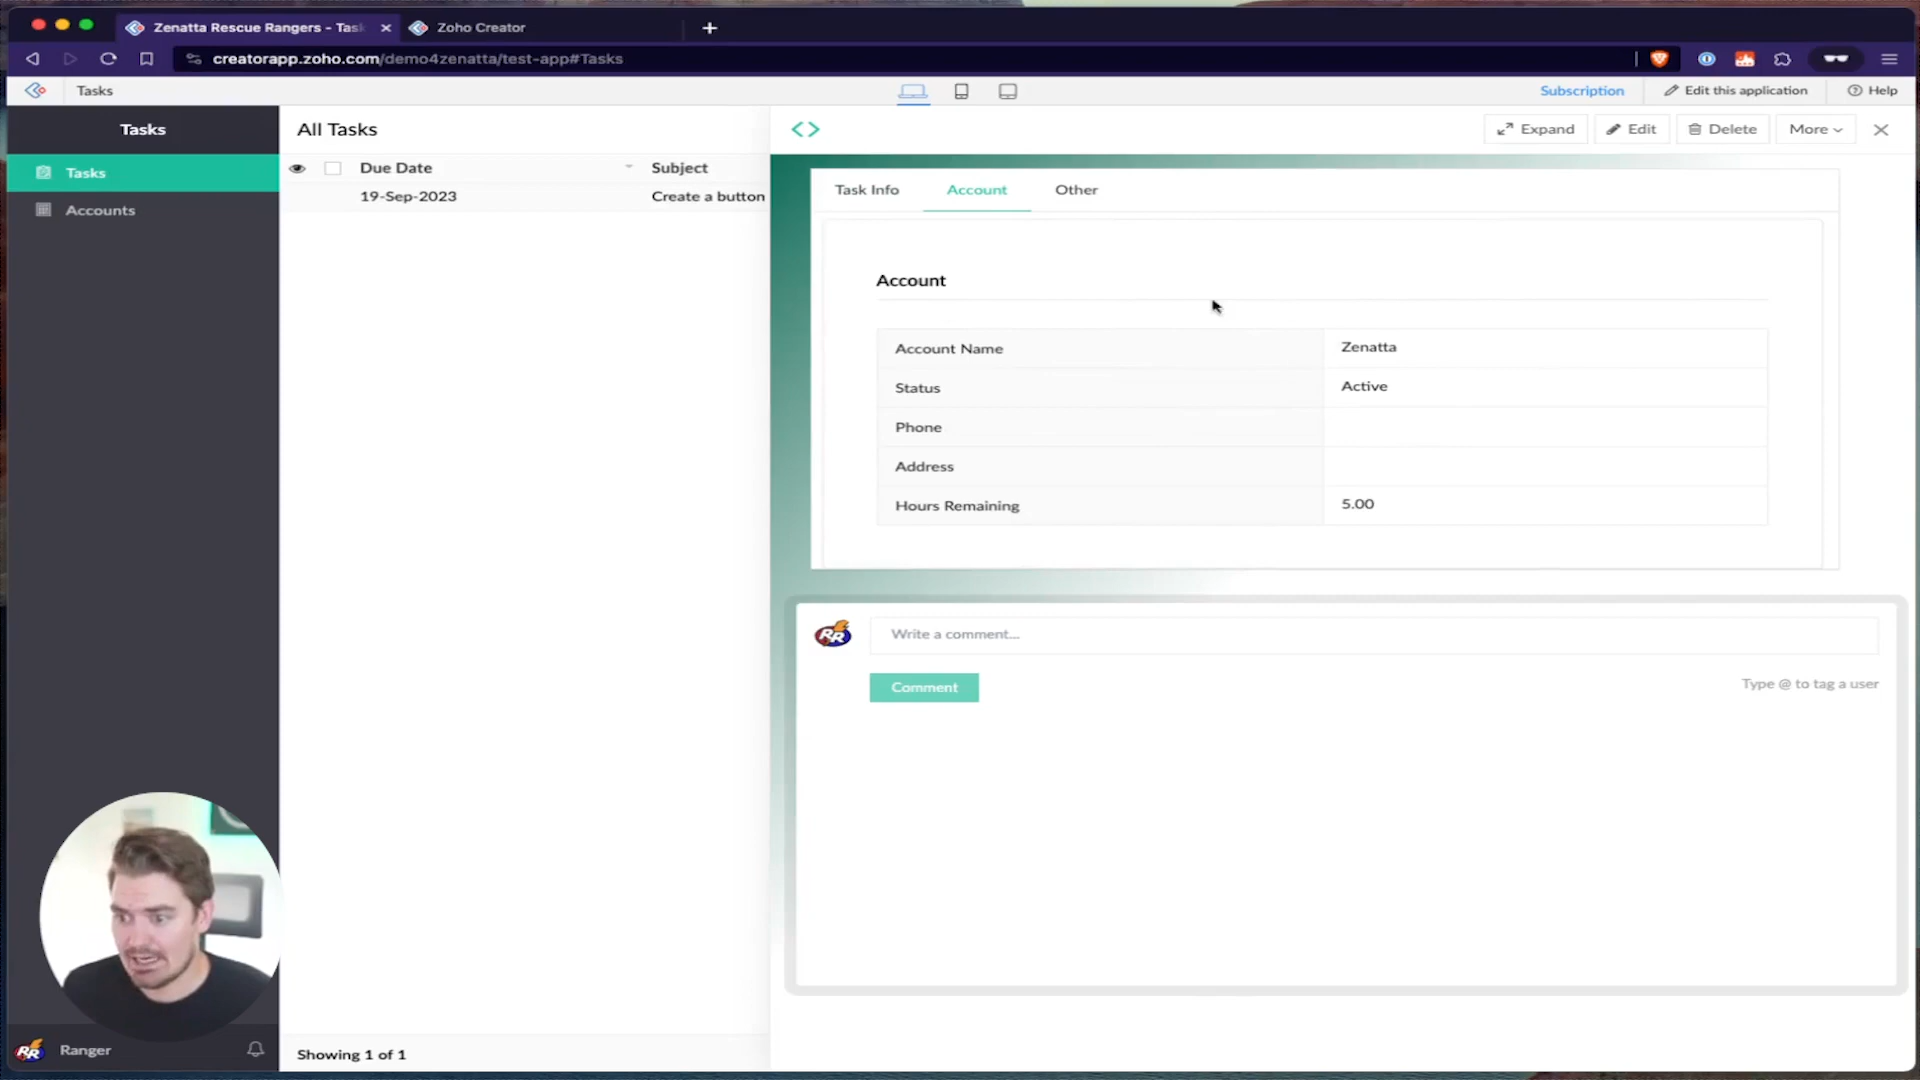 Zenatta Rescue Rangers - Tas
Zoho Creator
creatorapp.zoho.com/demo4zenatta/test-app#Tasks
Tasks
Subscription
Edit this application
Help
Tasks
All Tasks
Expand
Edit
Delete
More
Tasks
Accounts
Due Date
Subject
19-Sep-2023
Create a button
Task Info
Account
Other
Account
Account Name
Zenatta
Status
Active
Phone
Address
Hours Remaining
5.00
RR
Write a comment...
Comment
Type @ to tag a user
RR
Ranger
Showing 1 of 1